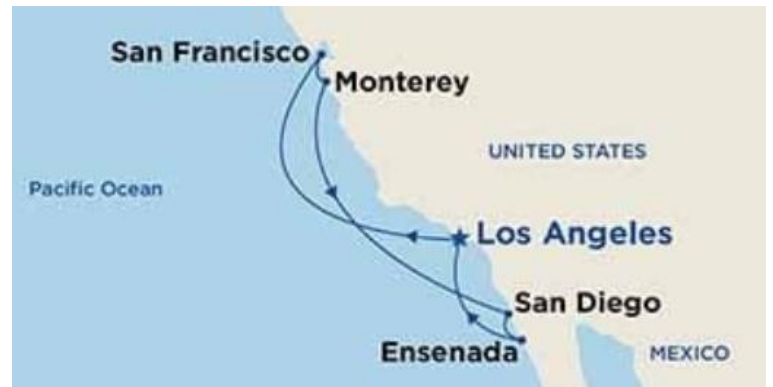 San Francisco
Monterey
UNITED STATES
Pacific Ocean
Los Angeles
San Diego
Ensenada
MEXICO